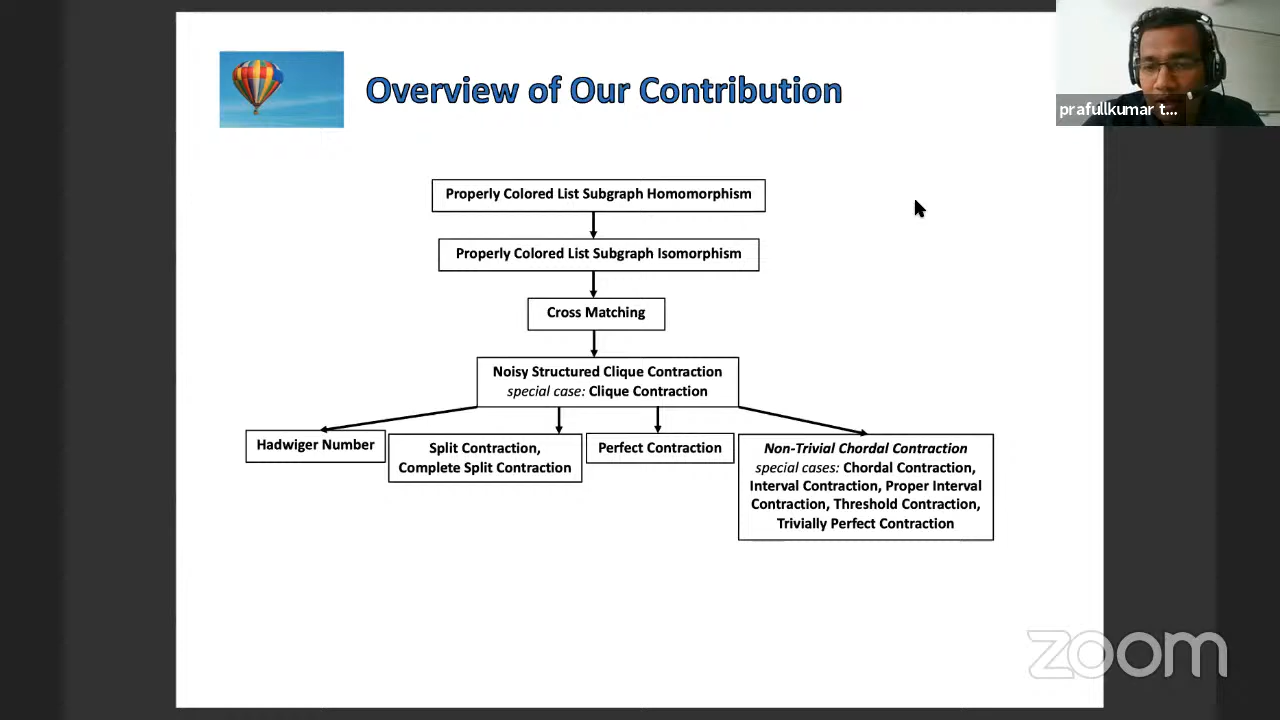 Overview of Our Contribution
prafullkumar t...
Properly Colored List Subgraph Homomorphism
Properly Colored List Subgraph Isomorphism
Cross Matching
Noisy Structured Clique Contraction
special case: Clique Contraction
Hadwiger Number
Split Contraction,
Complete Split Contraction
Perfect Contraction
Non-Trivial Chordal Contraction
special cases: Chordal Contraction,
Interval Contraction, Proper Interval
Contraction, Threshold Contraction,
Trivially Perfect Contraction
zoom